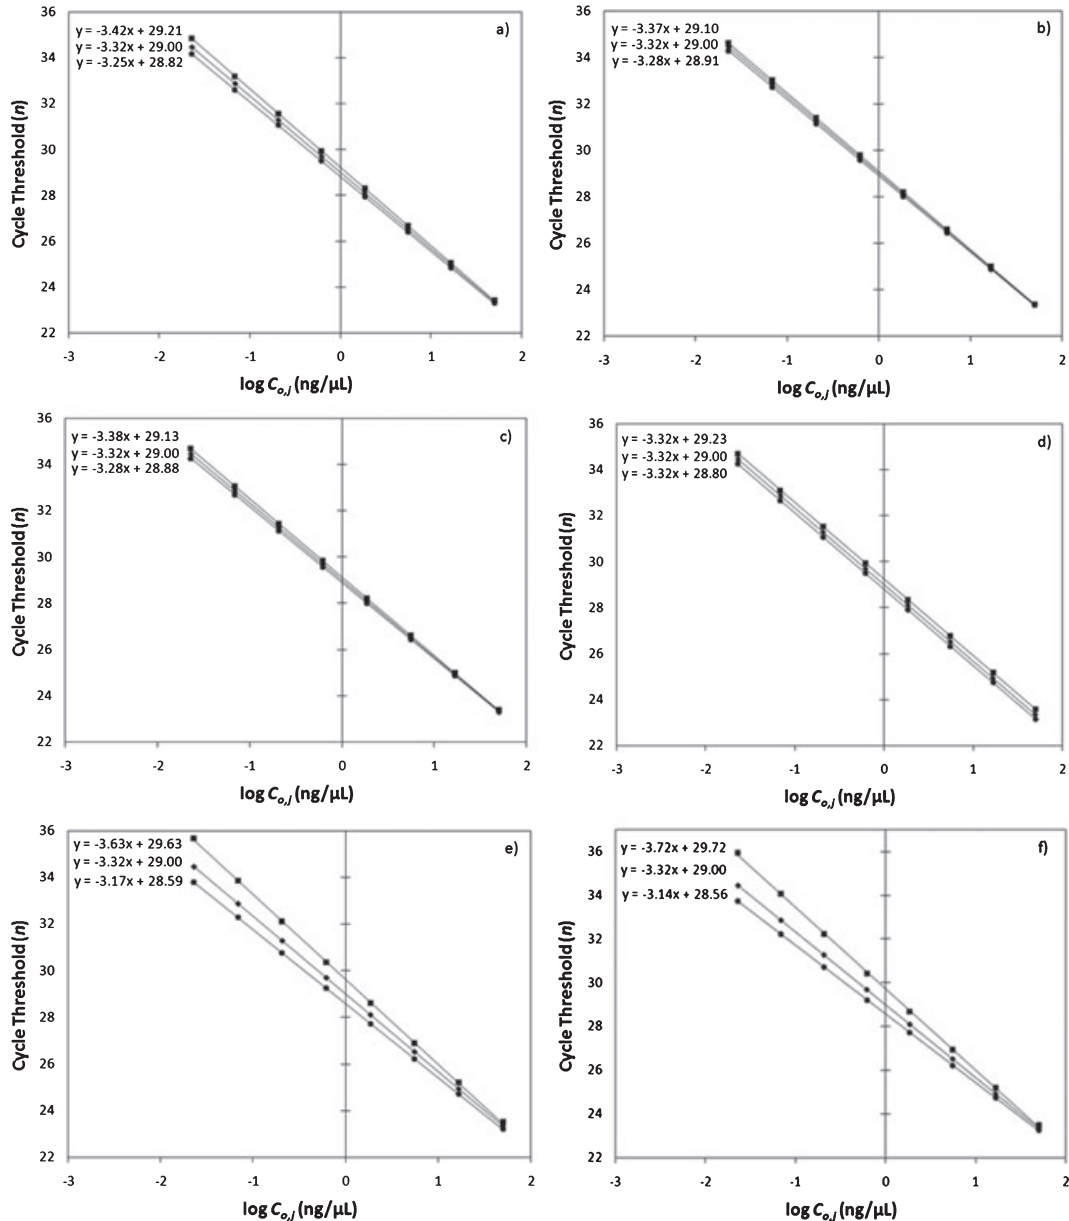 a)
y = -3.42x + 29.21
y = -3.32x + 29.00
y = -3.25x + 28.82
36
34
32
30
28
26
24
22
-3 -2 -1 0 1 2
Cycle Threshold (n)
log Co,j (ng/µL)
b)
y = -3.37x + 29.10
y = -3.32x + 29.00
y = -3.28x + 28.91
36
34
32
30
28
26
24
22
-3 -2 -1 0 1 2
Cycle Threshold (n)
log Co,j (ng/µL)
c)
y = -3.38x + 29.13
y = -3.32x + 29.00
y = -3.28x + 28.88
36
34
32
30
28
26
24
22
-3 -2 -1 0 1 2
Cycle Threshold (n)
log Co,j (ng/µL)
d)
y = -3.32x + 29.23
y = -3.32x + 29.00
y = -3.32x + 28.80
36
34
32
30
28
26
24
22
-3 -2 -1 0 1 2
Cycle Threshold (n)
log Co,j (ng/µL)
e)
y = -3.63x + 29.63
y = -3.32x + 29.00
y = -3.17x + 28.59
36
34
32
30
28
26
24
22
-3 -2 -1 0 1 2
Cycle Threshold (n)
log Co,j (ng/µL)
f)
y = -3.72x + 29.72
y = -3.32x + 29.00
y = -3.14x + 28.56
36
34
32
30
28
26
24
22
-3 -2 -1 0 1 2
Cycle Threshold (n)
log Co,j (ng/µL)